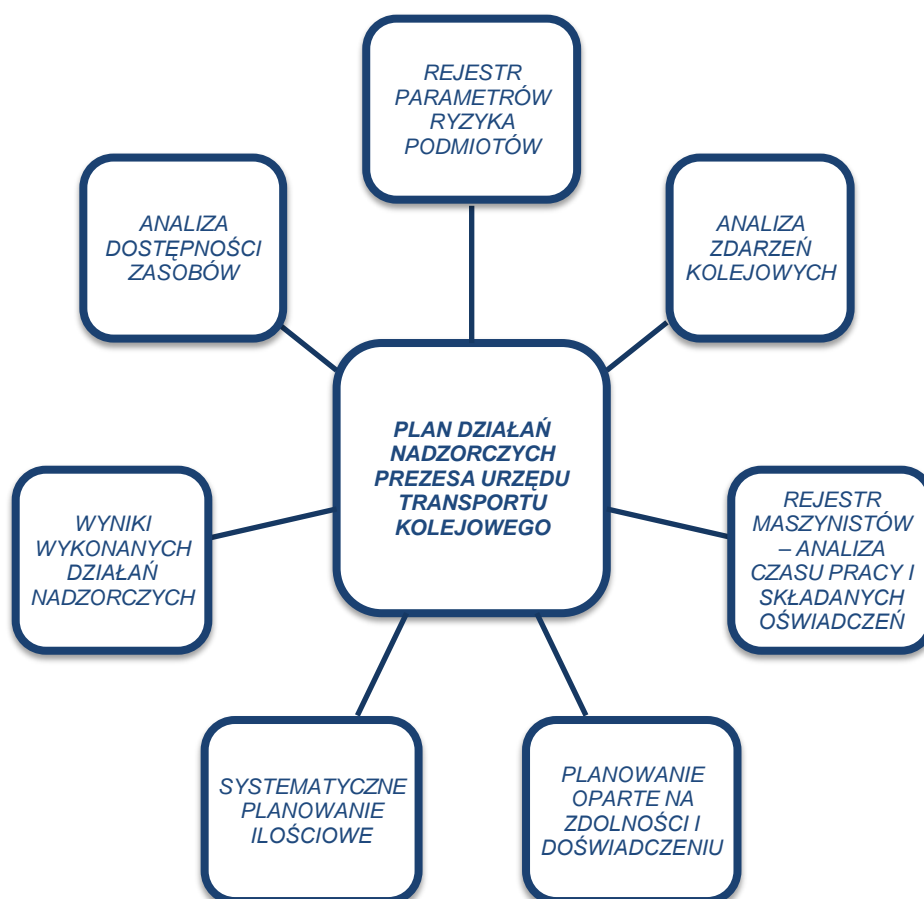 REJESTR
PARAMETRÓW
RYZYKA
PODMIOTÓW
ANALIZA
DOSTĘPNOŚCI
ZASOBÓW
ANALIZA
ZDARZEŃ
KOLEJOWYCH
PLAN DZIAŁAŃ
NADZORCZYCH
PREZESA URZĘDU
TRANSPORTU
KOLEJOWEGO
WYNIKI
WYKONANYCH
DZIAŁAŃ
NADZORCZYCH
REJESTR
MASZYNISTÓW
– ANALIZA
CZASU PRACY I
SKŁADANYCH
OŚWIADCZEŃ
SYSTEMATYCZNE
PLANOWANIE
ILOŚCIOWE
PLANOWANIE
OPARTE NA
ZDOLNOŚCI I
DOŚWIADCZENIU